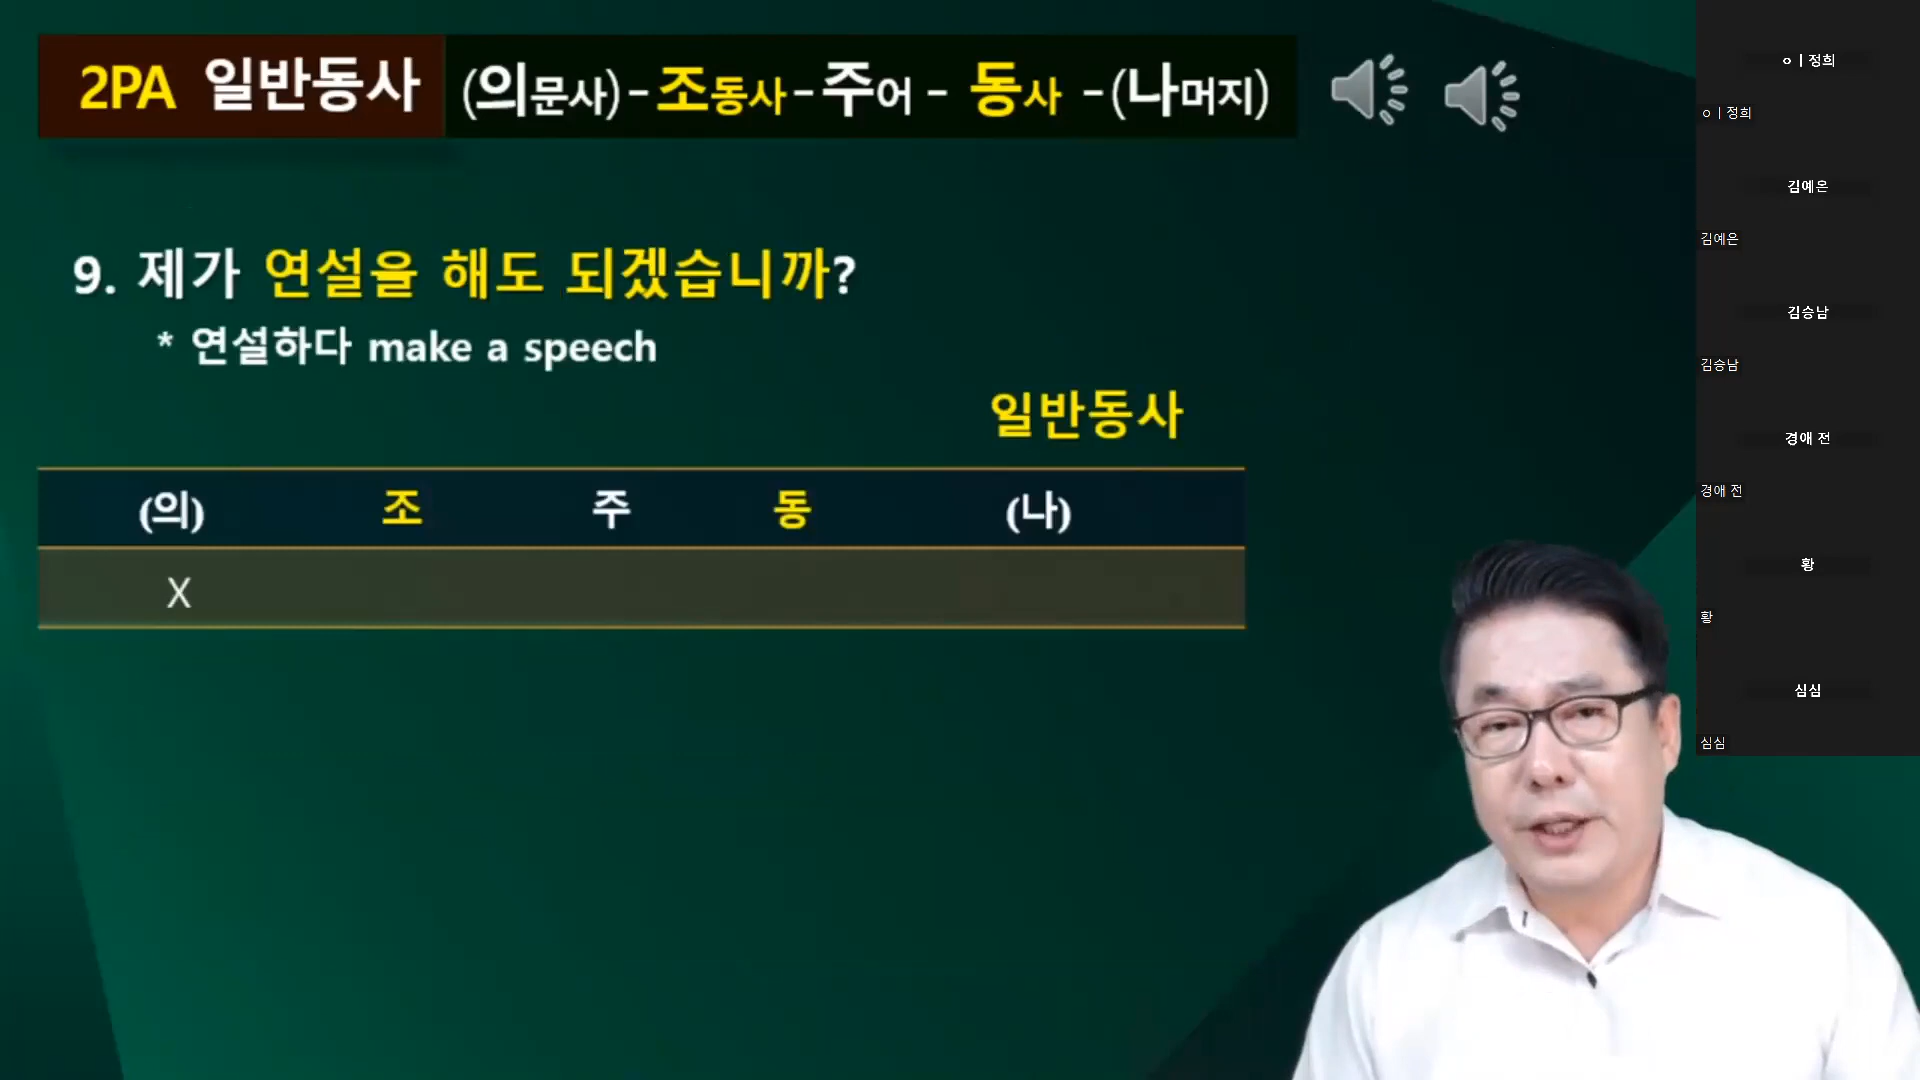 2PA 일반동사 (의문사)-조동사-주어 - 동사 -(나머지)
9. 제가 연설을 해도 되겠습니까?
* 연설하다 make a speech
일반동사
(의) 조 주 동 (나)
X
ㅇㅣ정희
ㅇㅣ정희
김예은
김예은
김승남
김승남
경애 전
경애 전
황
황
심심
심심